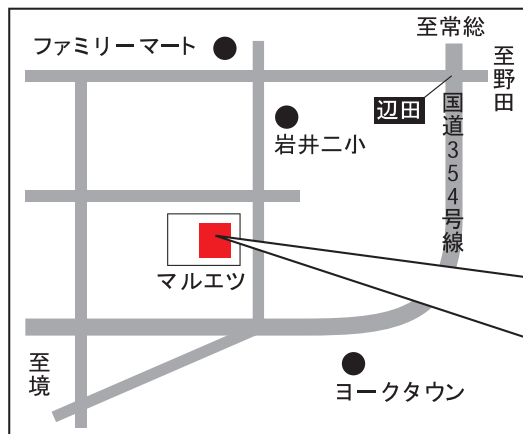 至常総
ファミリーマート
至野田
辺田
国道354号線
岩井二小
マルエツ
至境
ヨークタウン